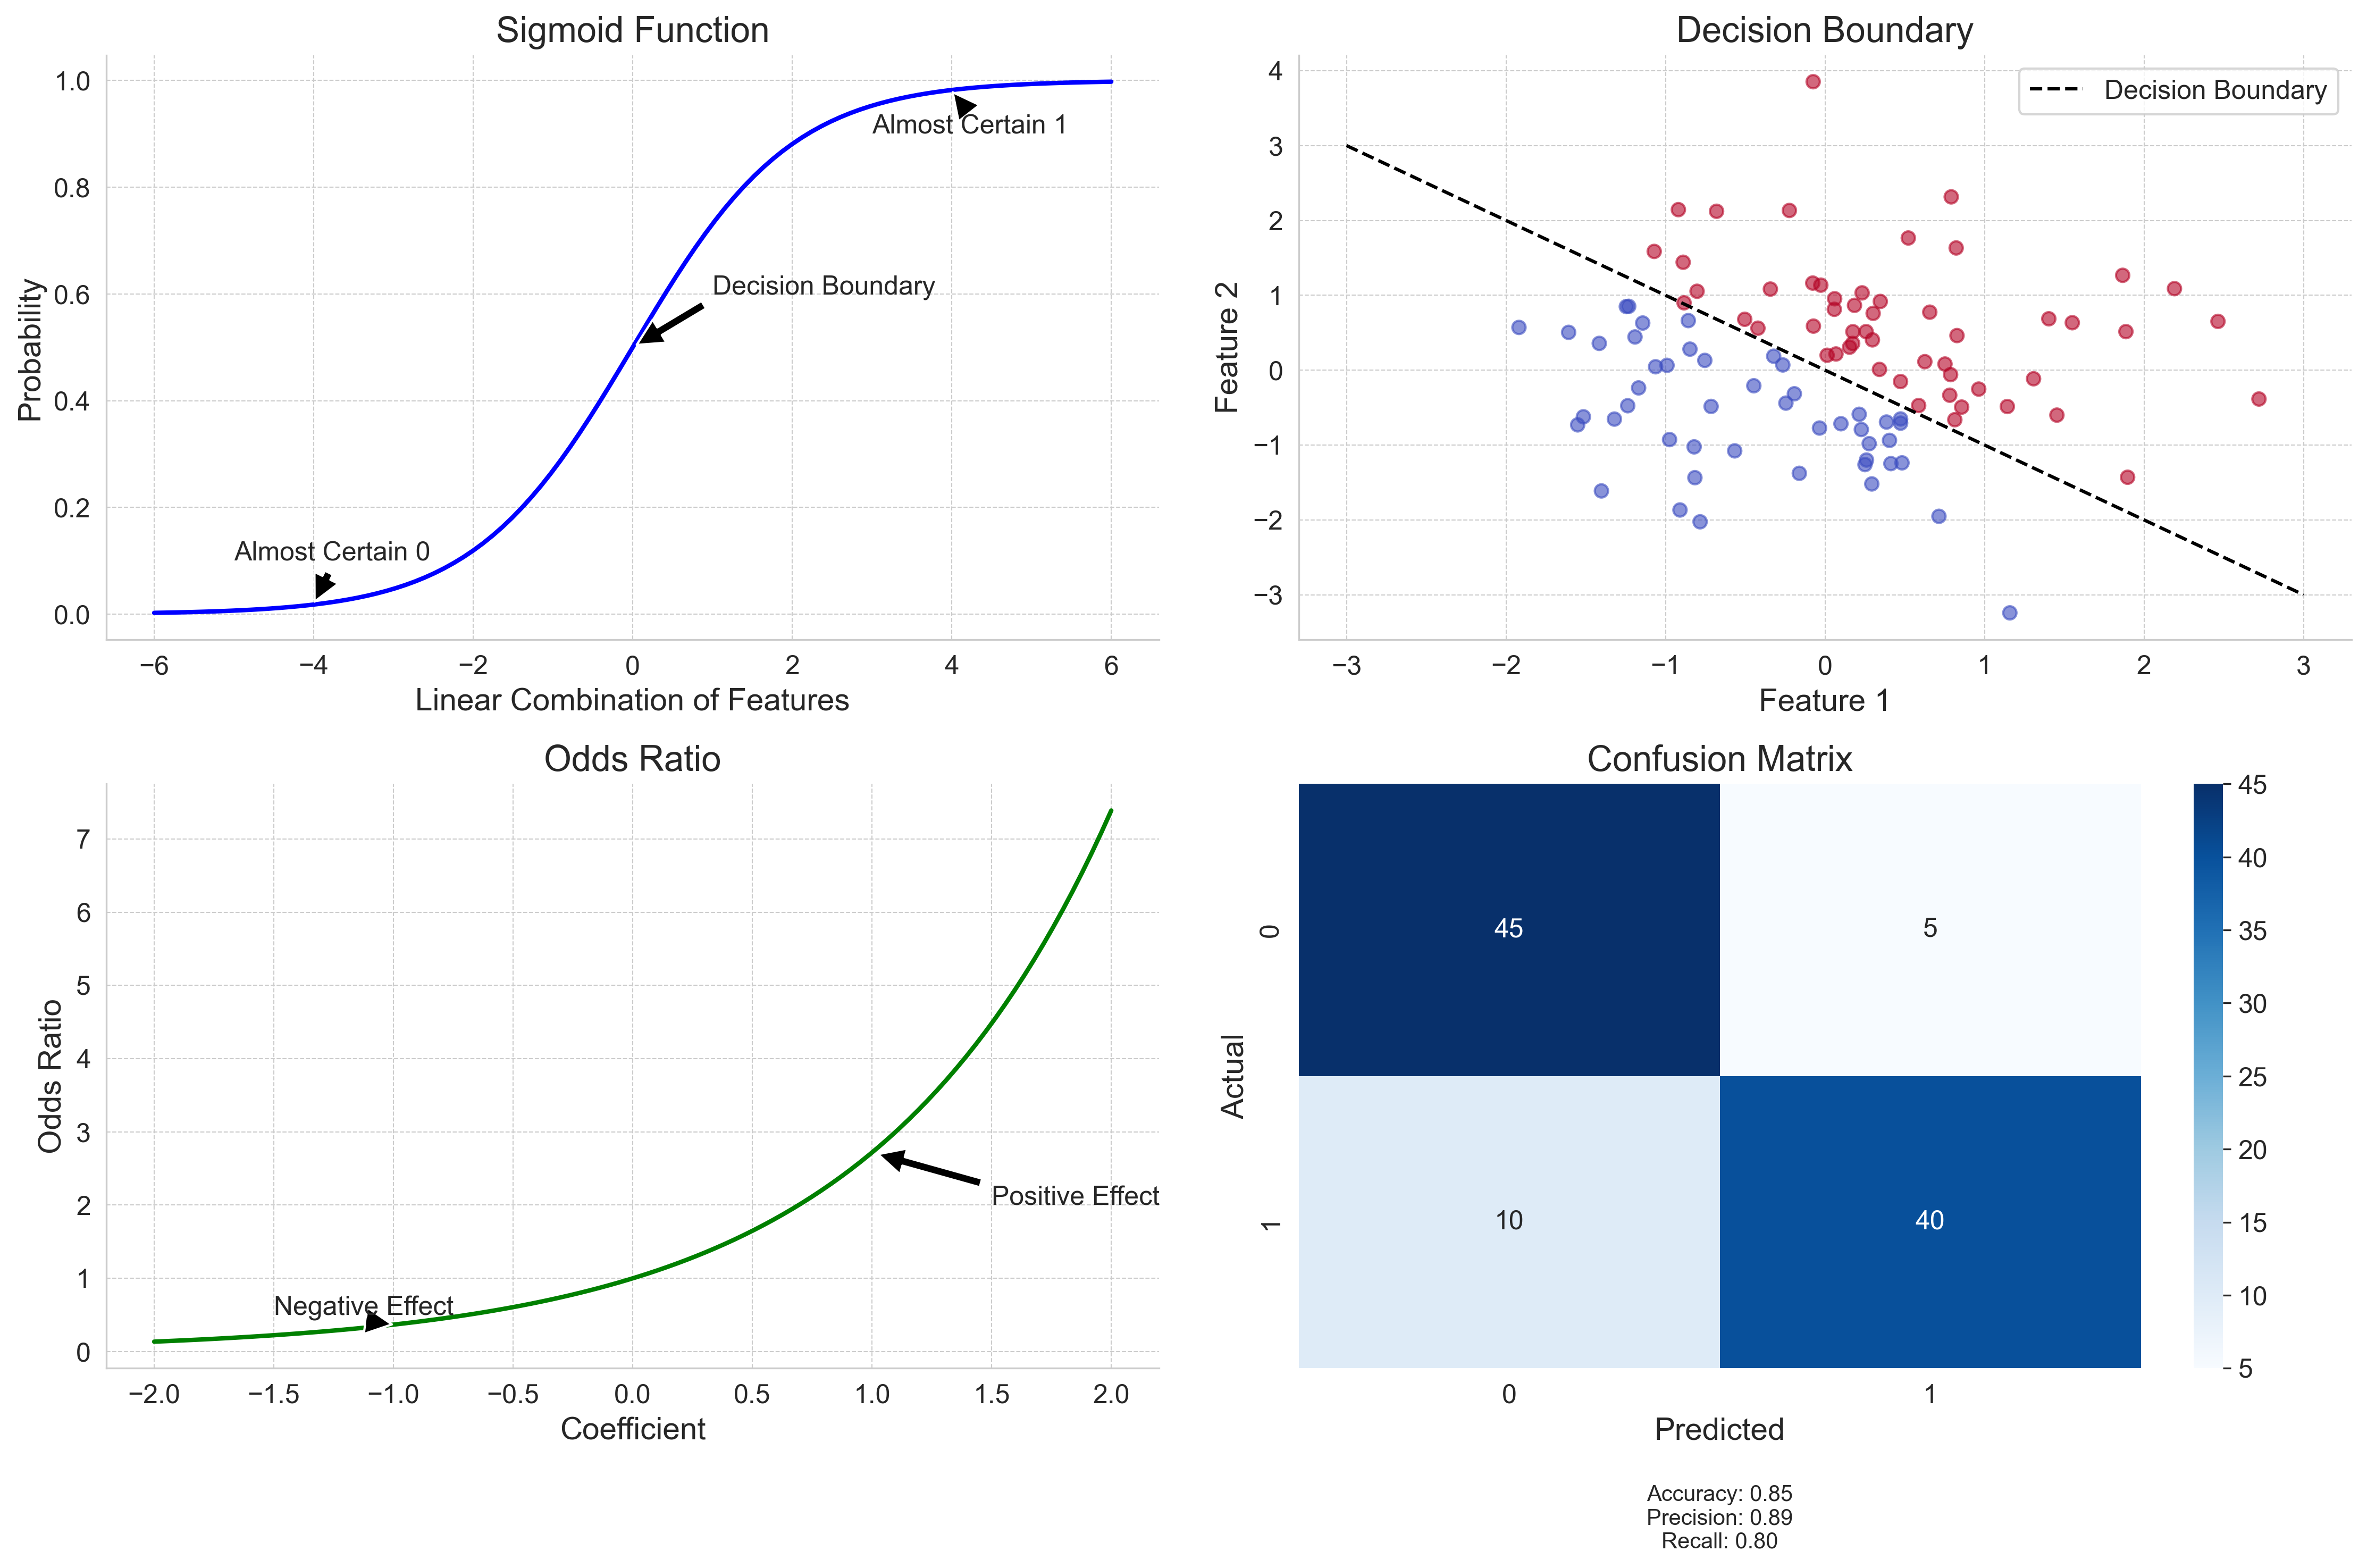 Sigmoid Function
1.0
0.8
0.6
0.4
0.2
0.0
Probability
Almost Certain 1
Decision Boundary
Almost Certain 0
−6
−4
−2
0
2
4
6
Linear Combination of Features
Decision Boundary
4
3
2
1
0
−1
−2
−3
Feature 2
Decision Boundary
−3
−2
−1
0
1
2
3
Feature 1
Odds Ratio
7
6
5
4
3
2
1
0
Odds Ratio
Positive Effect
Negative Effect
−2.0
−1.5
−1.0
−0.5
0.0
0.5
1.0
1.5
2.0
Coefficient
Confusion Matrix
Actual
0
1
45
5
10
40
0
1
Predicted
45
40
35
30
25
20
15
10
5
Accuracy: 0.85
Precision: 0.89
Recall: 0.80